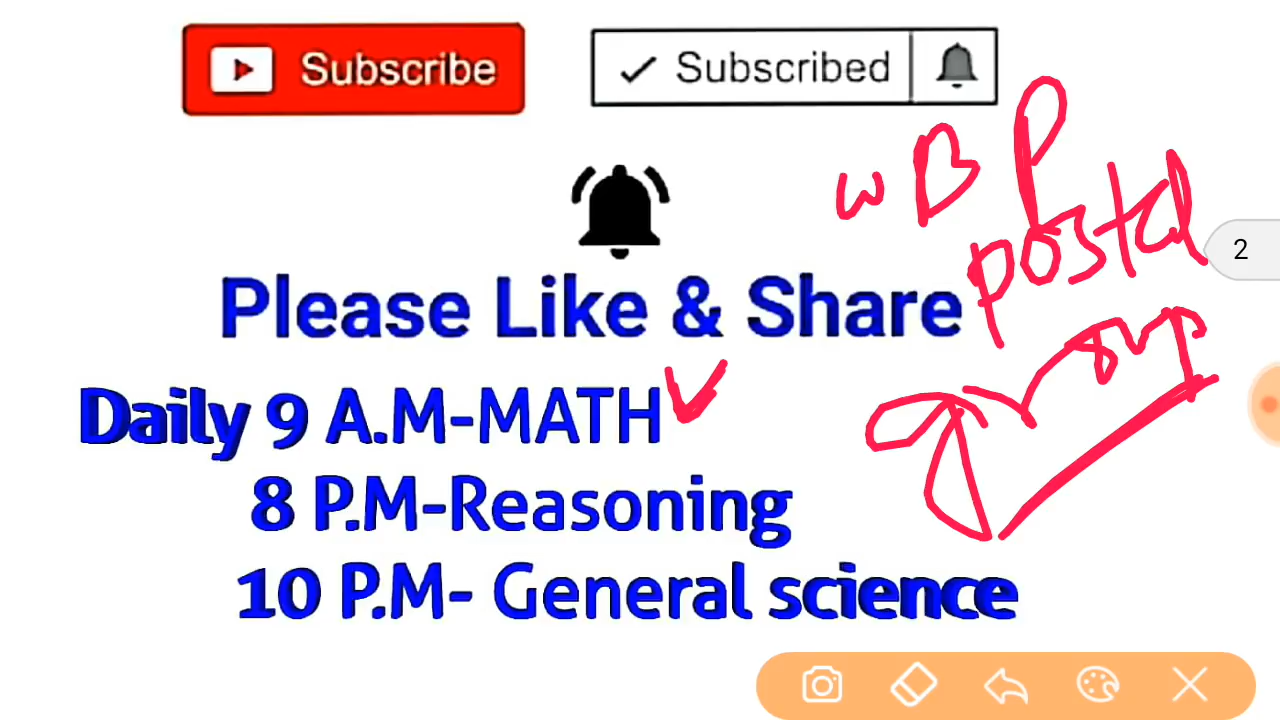 Subscribe
Subscribed
WBP
postal
Please Like & Share
Daily 9 A.M-MATH
8 P.M-Reasoning
10 P.M- General science
2